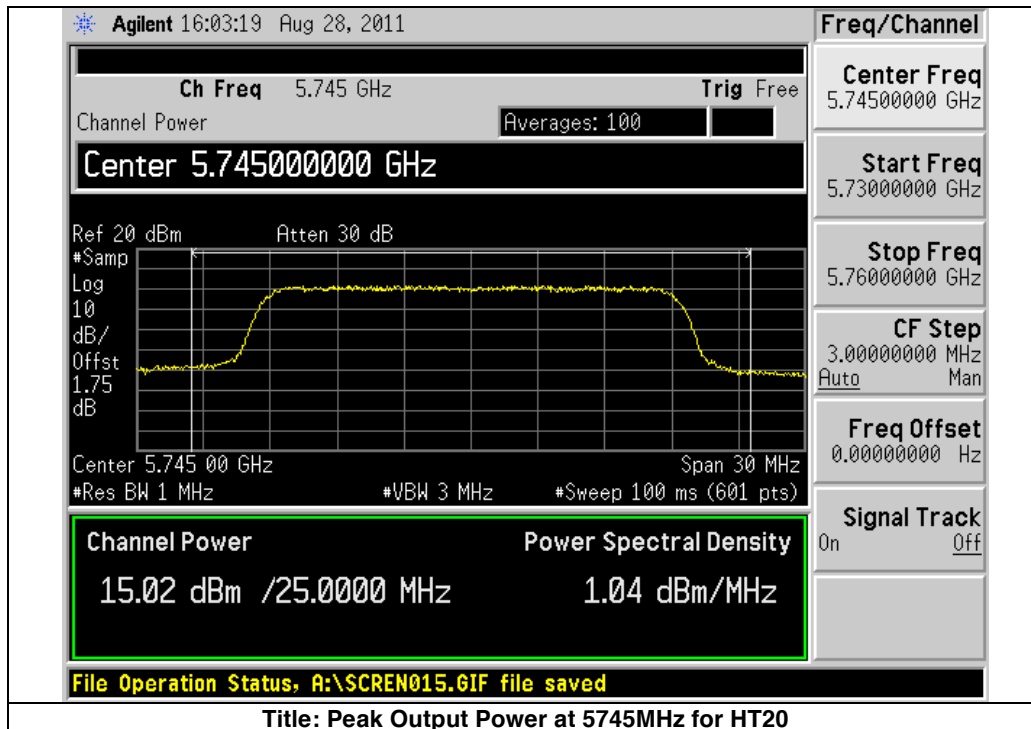 Agilent 16:03:19 Aug 28, 2011
Freq/Channel
Ch Freq 5.745 GHz Trig Free
Channel Power Averages: 100
Center 5.745000000 GHz
Ref 20 dBm Atten 30 dB
#Samp
Log
10
dB/
Offst
1.75
dB
Center 5.745 00 GHz Span 30 MHz
#Res BW 1 MHz #VBW 3 MHz #Sweep 100 ms (601 pts)
Channel Power Power Spectral Density
15.02 dBm /25.0000 MHz 1.04 dBm/MHz
File Operation Status, A:\SCREN015.GIF file saved
Center Freq
5.74500000 GHz
Start Freq
5.73000000 GHz
Stop Freq
5.76000000 GHz
CF Step
3.00000000 MHz
Auto Man
Freq Offset
0.00000000 Hz
Signal Track
On Off
Title: Peak Output Power at 5745MHz for HT20